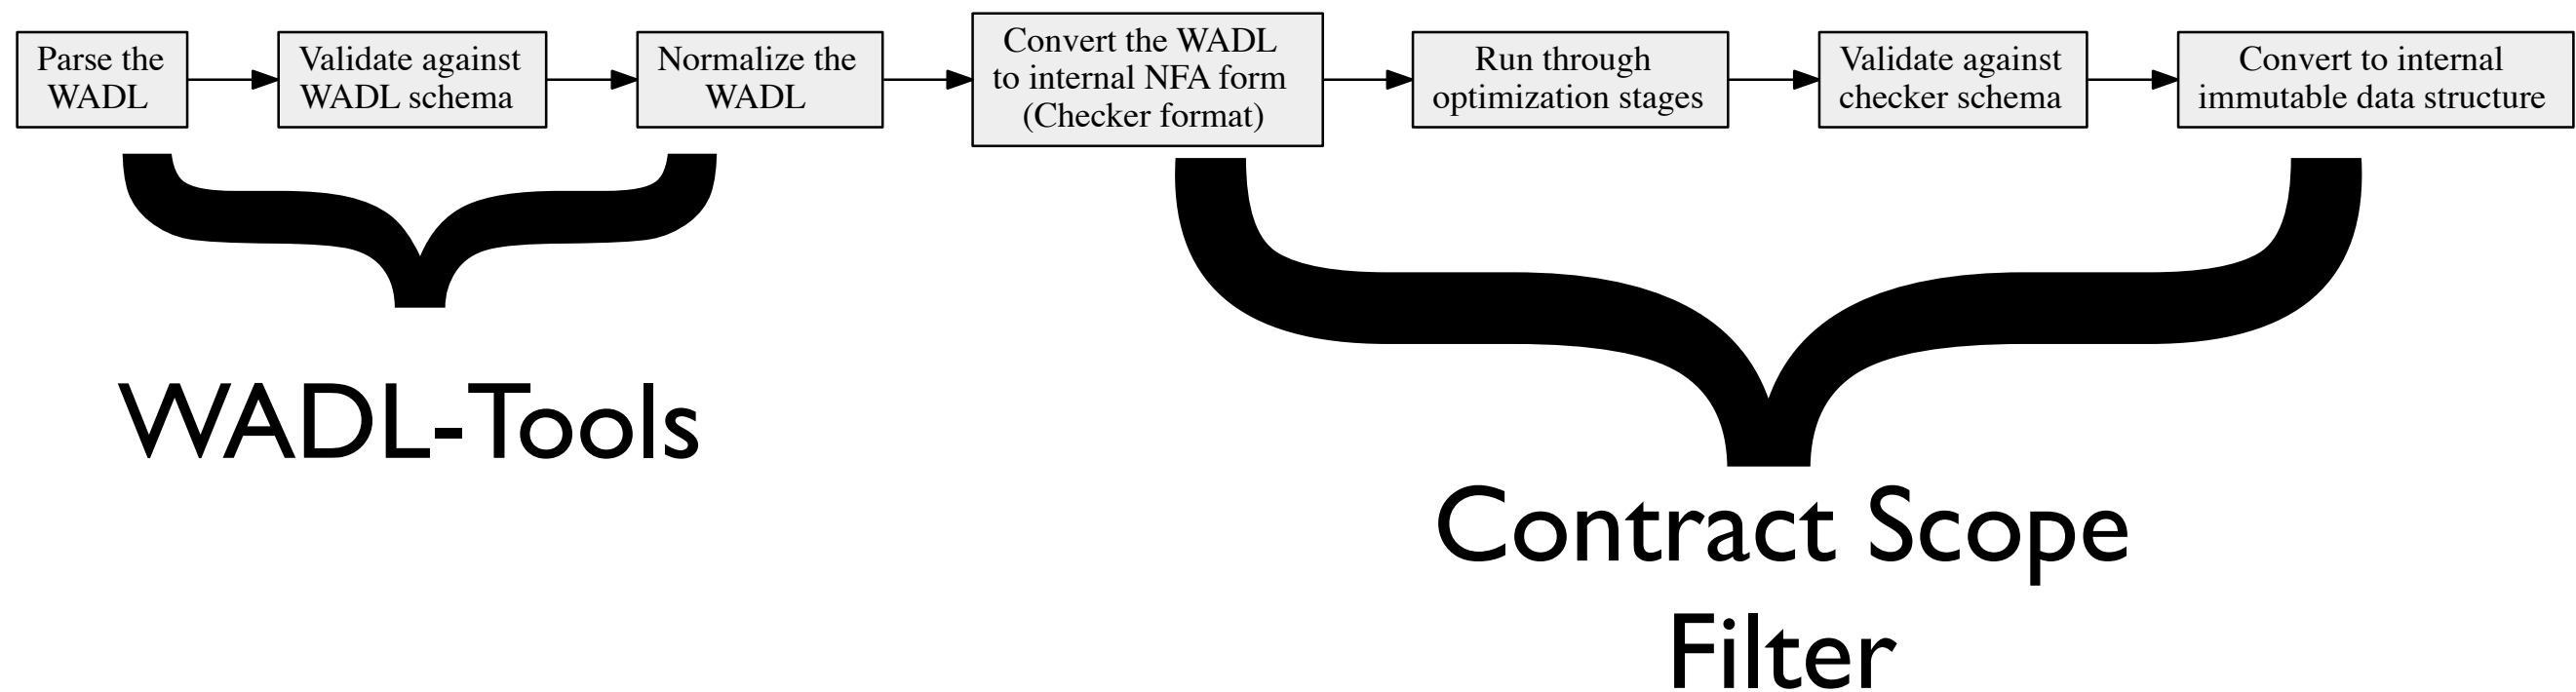 Parse the
WADL
Validate against
WADL schema
Normalize the
WADL
Convert the WADL
to internal NFA form
(Checker format)
Run through
optimization stages
Validate against
checker schema
Convert to internal
immutable data structure
WADL-Tools
Contract Scope
Filter